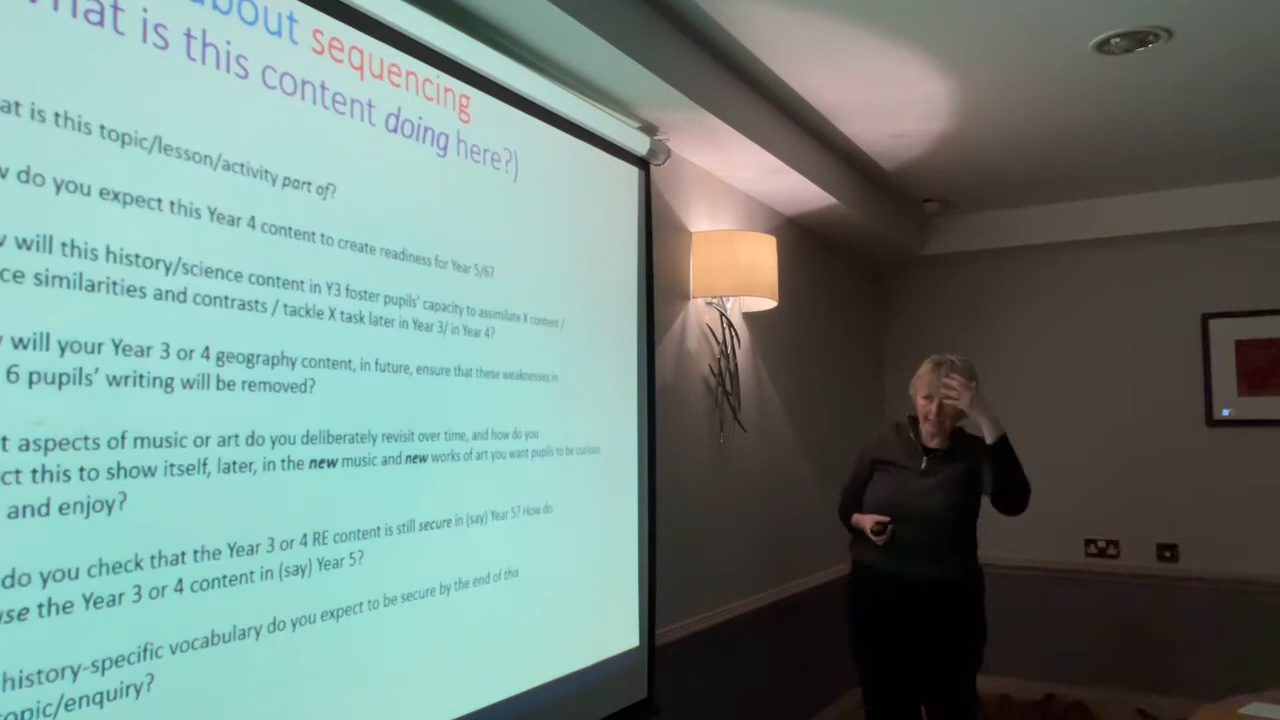 about sequencing
What is this content doing here?)
at is this topic/lesson/activity part of?
w do you expect this Year 4 content to create readiness for Year 5/6?
will this history/science content in Y3 foster pupils' capacity to assimilate X content /
ce similarities and contrasts / tackle X task later in Year 3/ in Year 4?
will your Year 3 or 4 geography content, in future, ensure that these weaknesses in
6 pupils' writing will be removed?
t aspects of music or art do you deliberately revisit over time, and how do you
ct this to show itself, later, in the new music and new works of art you want pupils to be curious
and enjoy?
do you check that the Year 3 or 4 RE content is still secure in (say) Year 5? How do
use the Year 3 or 4 content in (say) Year 5?
history-specific vocabulary do you expect to be secure by the end of this
topic/enquiry?